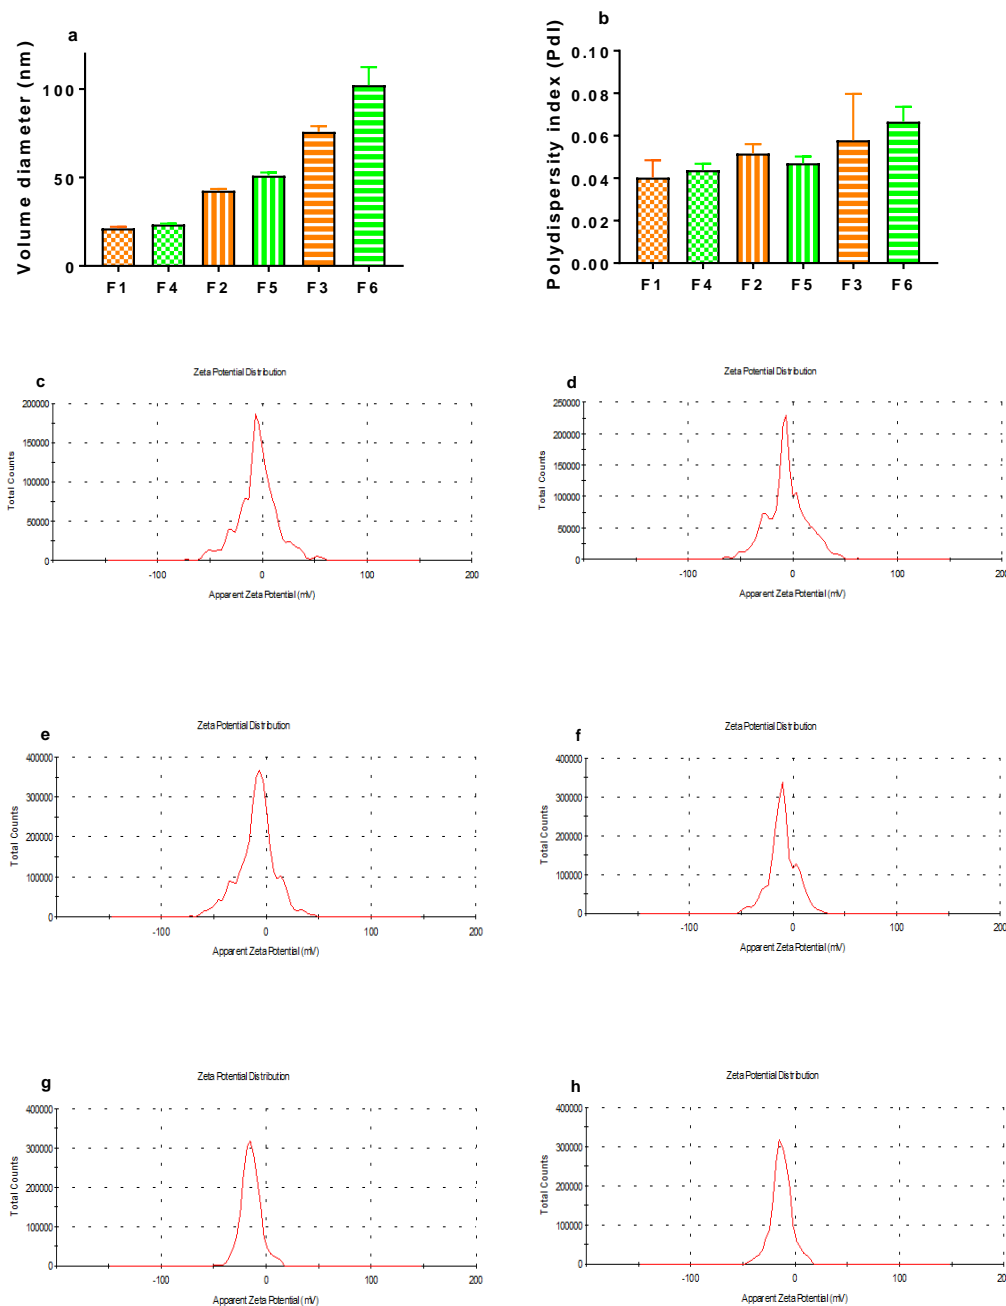 a
Volume diameter (nm)
100
50
0
F1 F4 F2 F5 F3 F6
b
Polydispersity index (PdI)
0.10
0.08
0.06
0.04
0.02
0.00
F1 F4 F2 F5 F3 F6
c
Zeta Potential Distribution
Total Counts
200000
150000
100000
50000
0
-100 0 100 200
Apparent Zeta Potential (mV)
d
Zeta Potential Distribution
Total Counts
250000
200000
150000
100000
50000
0
-100 0 100 200
Apparent Zeta Potential (mV)
e
Zeta Potential Distribution
Total Counts
400000
300000
200000
100000
0
-100 0 100 200
Apparent Zeta Potential (mV)
f
Zeta Potential Distribution
Total Counts
400000
300000
200000
100000
0
-100 0 100 200
Apparent Zeta Potential (mV)
g
Zeta Potential Distribution
Total Counts
400000
300000
200000
100000
0
-100 0 100 200
Apparent Zeta Potential (mV)
h
Zeta Potential Distribution
Total Counts
400000
300000
200000
100000
0
-100 0 100 200
Apparent Zeta Potential (mV)